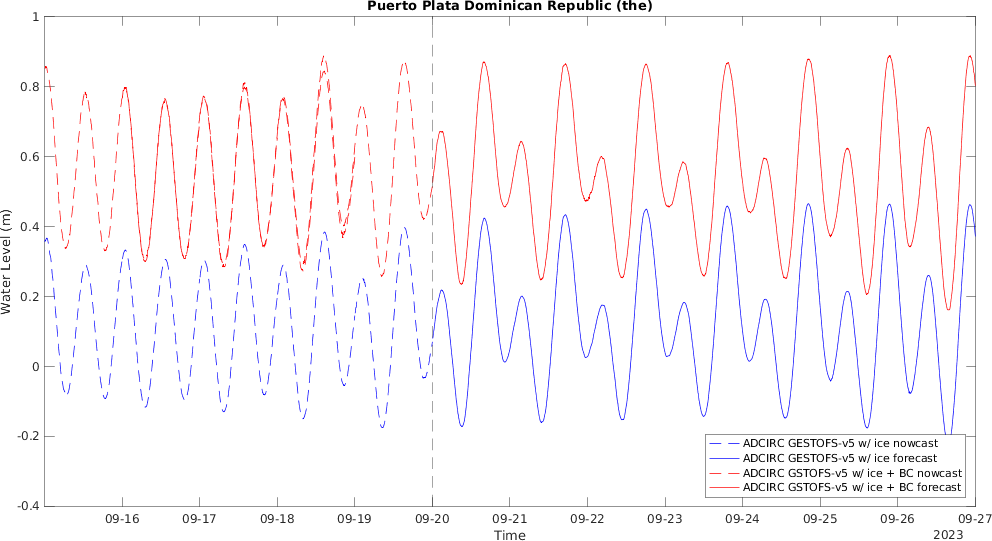 Puerto Plata Dominican Republic (the)
Water Level (m)
1
0.8
0.6
0.4
0.2
0
-0.2
-0.4
ADCIRC GESTOFS-v5 w/ ice nowcast
ADCIRC GESTOFS-v5 w/ ice forecast
ADCIRC GSTOFS-v5 w/ ice + BC nowcast
ADCIRC GSTOFS-v5 w/ ice + BC forecast
09-16 09-17 09-18 09-19 09-20 09-21 09-22 09-23 09-24 09-25 09-26 09-27
Time
2023